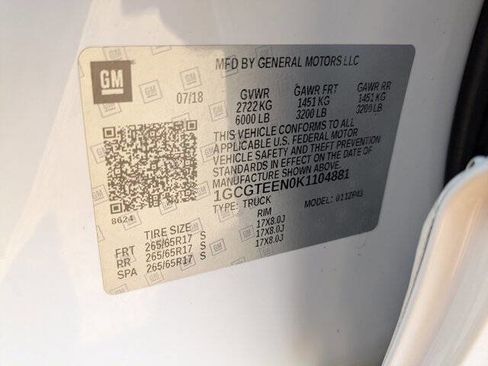 GM
MFD BY GENERAL MOTORS LLC
07/18
GVWR GAWR FRT GAWR RR
2722 KG 1451 KG 1451 KG
6000 LB 3200 LB 3200 LB
THIS VEHICLE CONFORMS TO ALL
APPLICABLE U.S. FEDERAL MOTOR
VEHICLE SAFETY AND THEFT PREVENTION
STANDARDS IN EFFECT ON THE DATE OF
MANUFACTURE SHOWN ABOVE.
1GCGTEEN0K1104881
TYPE: TRUCK MODEL:
8624
TIRE SIZE RIM
FRT 265/65R17 S 17X8.0J
RR 265/65R17 S 17X8.0J
SPA 265/65R17 S 17X8.0J